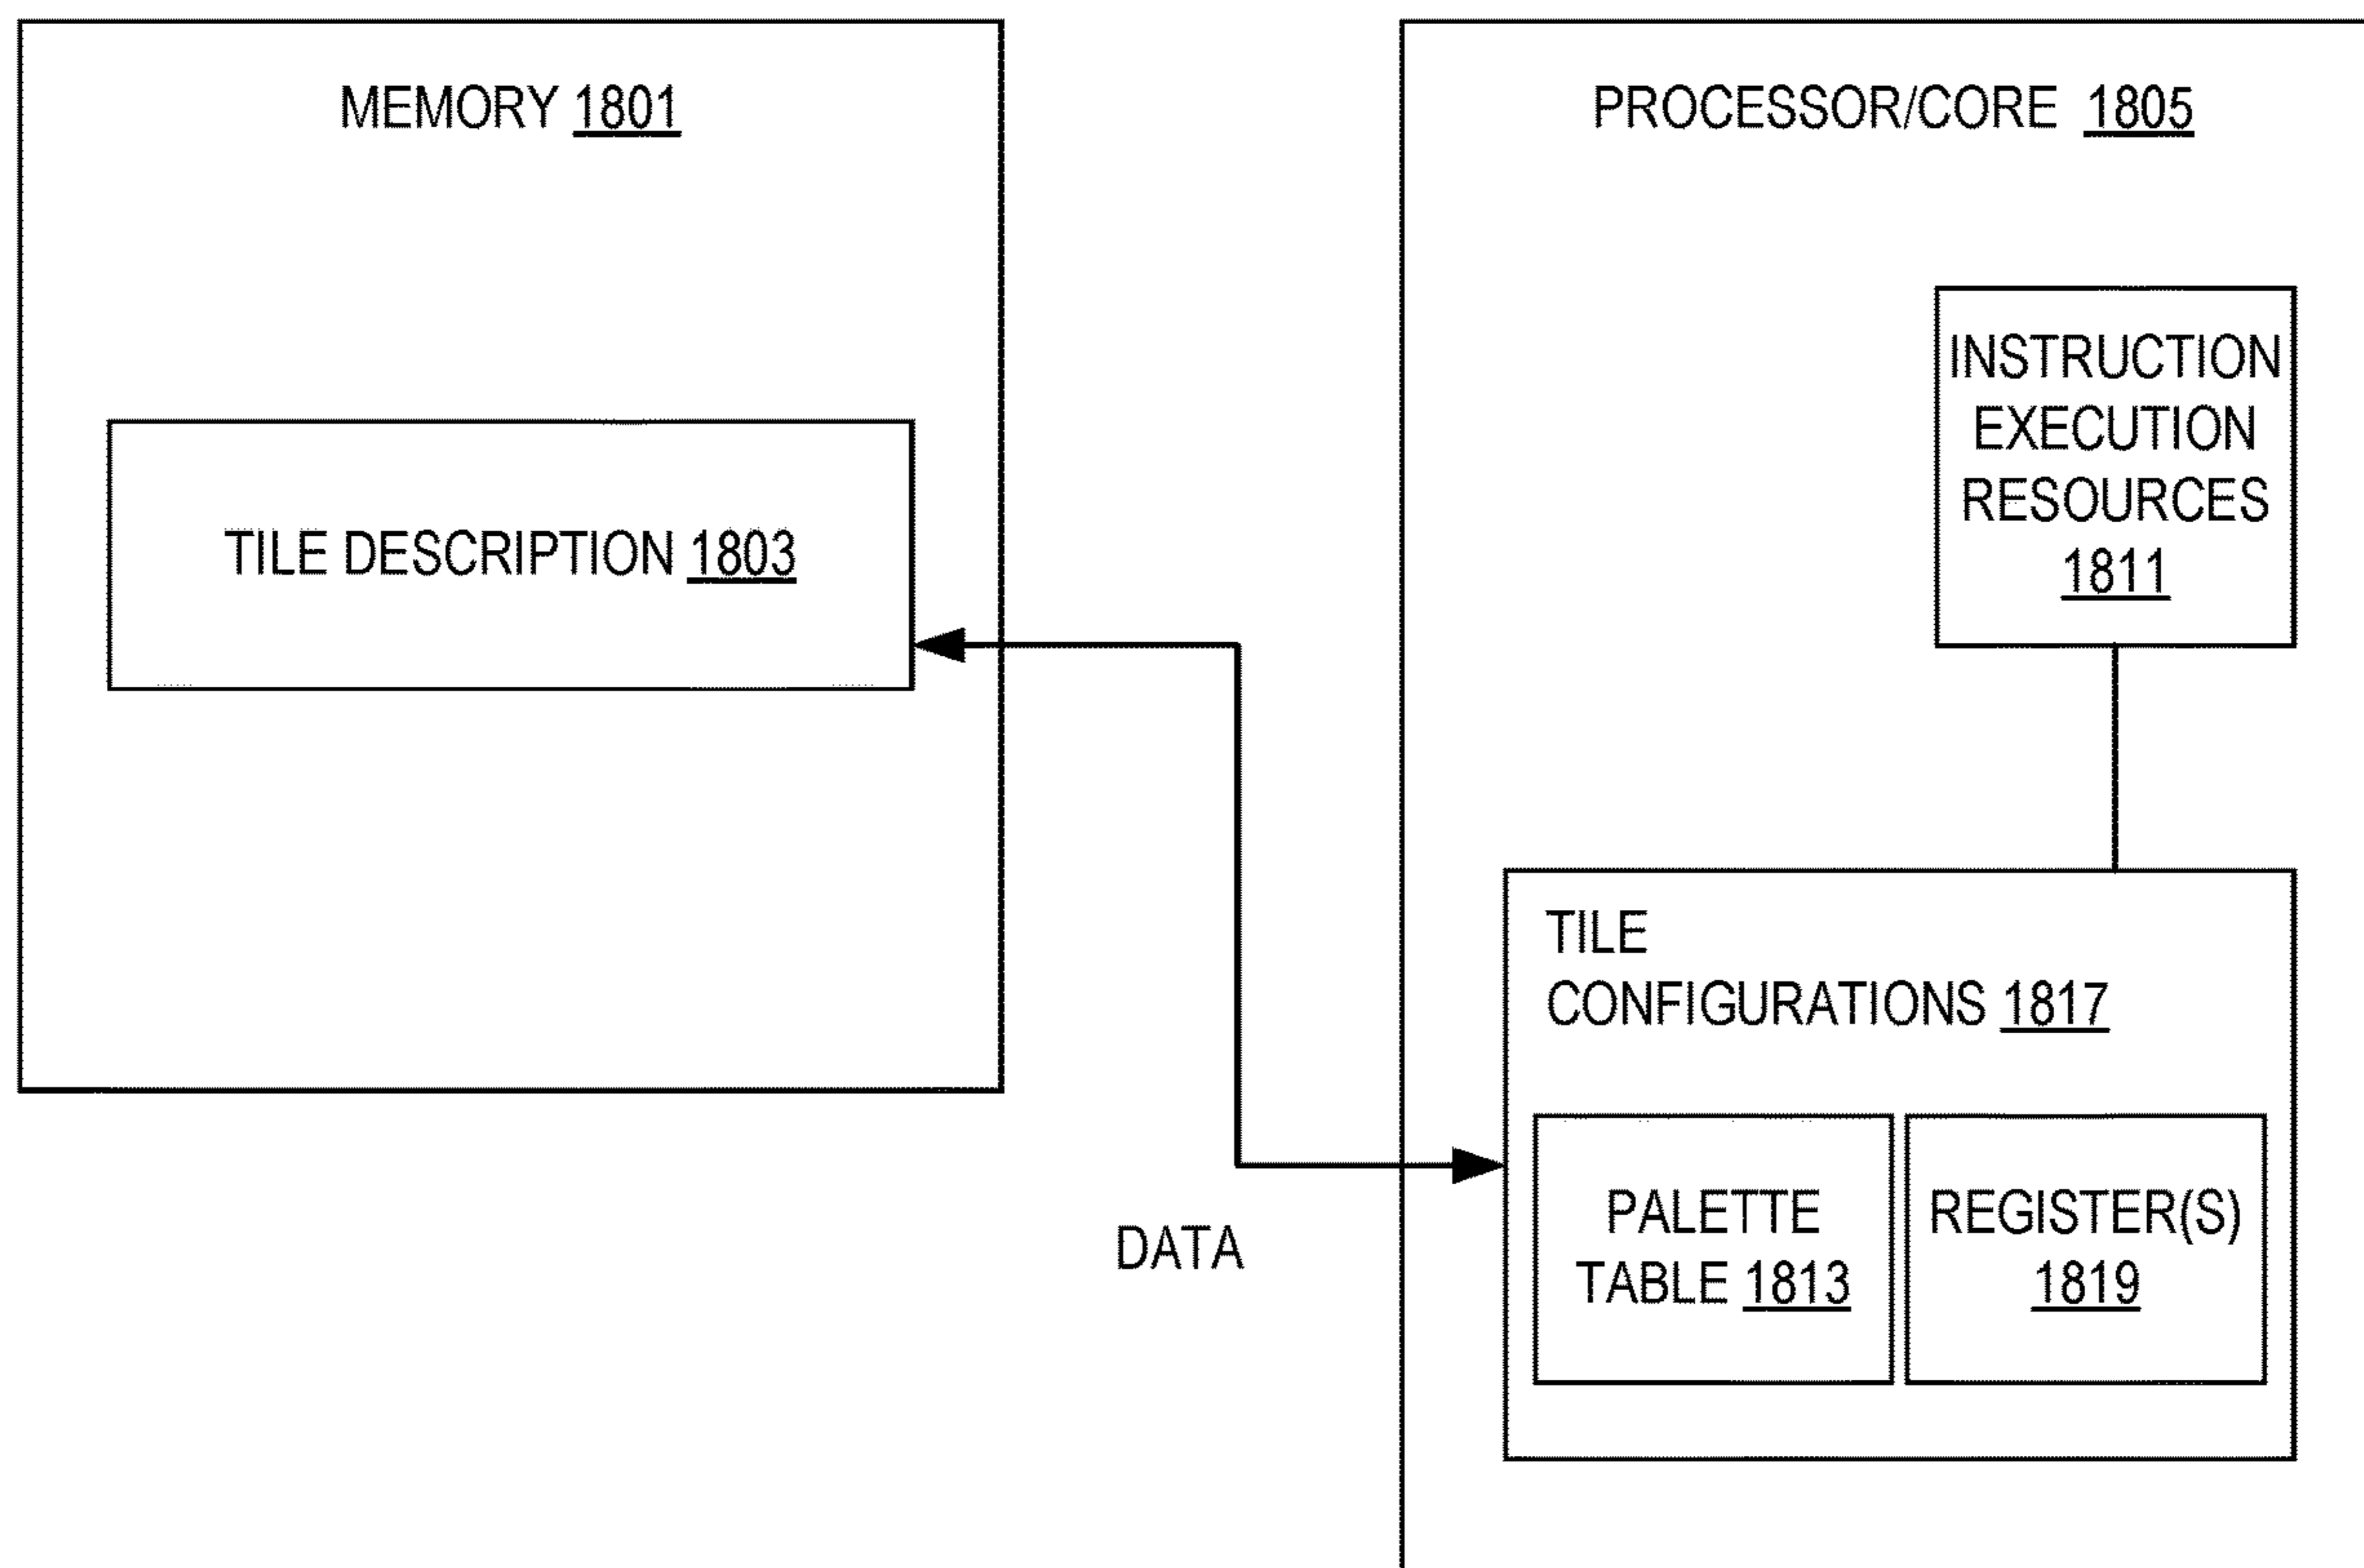 MEMORY 1801
TILE DESCRIPTION 1803
DATA
PROCESSOR/CORE 1805
INSTRUCTION
EXECUTION
RESOURCES
1811
TILE
CONFIGURATIONS 1817
PALETTE
TABLE 1813
REGISTER(S)
1819